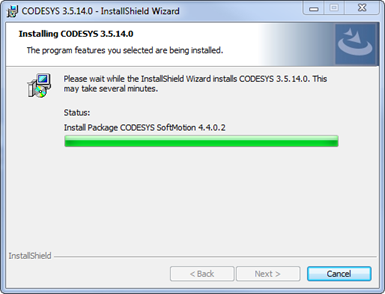 CODESYS 3.5.14.0 - InstallShield Wizard
Installing CODESYS 3.5.14.0
The program features you selected are being installed.
Please wait while the InstallShield Wizard installs CODESYS 3.5.14.0. This
may take several minutes.
Status:
Install Package CODESYS SoftMotion 4.4.0.2
InstallShield
< Back
Next >
Cancel